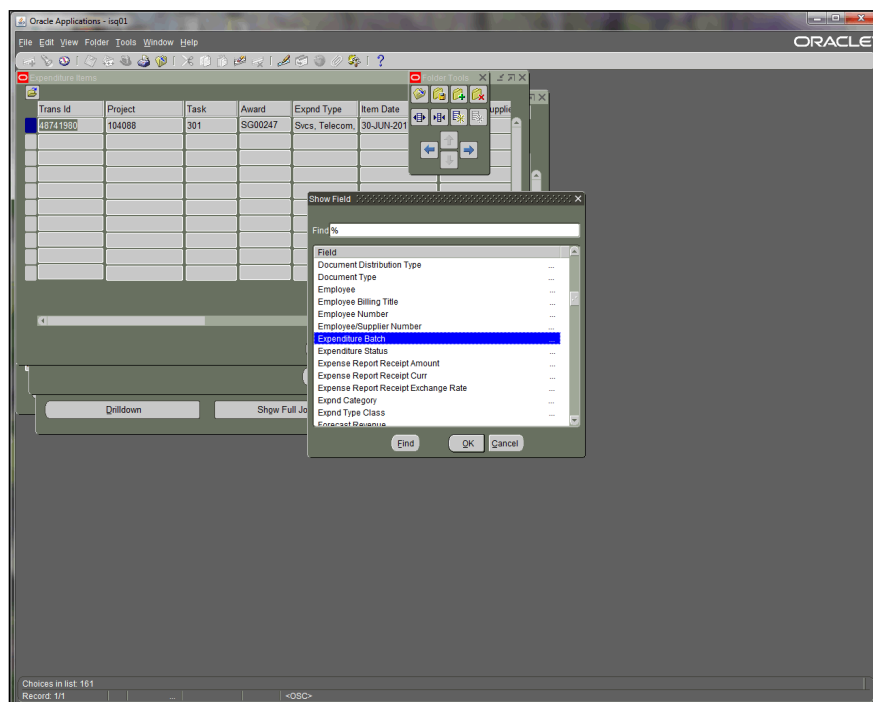 Oracle Applications - isq01
File Edit View Folder Tools Window Help
ORACLE
Expenditure Items
Folder Tools
Trans Id Project Task Award Expnd Type Item Date
48741980 104088 301 SG00247 Svcs, Telecom, 30-JUN-201
Show Field
Find %
Field
Document Distribution Type ...
Document Type ...
Employee ...
Employee Billing Title ...
Employee Number ...
Employee/Supplier Number ...
Expenditure Batch ...
Expenditure Status ...
Expense Report Receipt Amount ...
Expense Report Receipt Curr ...
Expense Report Receipt Exchange Rate ...
Expnd Category ...
Expnd Type Class ...
Forecast Revenue
Drilldown
Show Full Jo
Find OK Cancel
Choices in list: 161
Record: 1/1 ... <OSC>